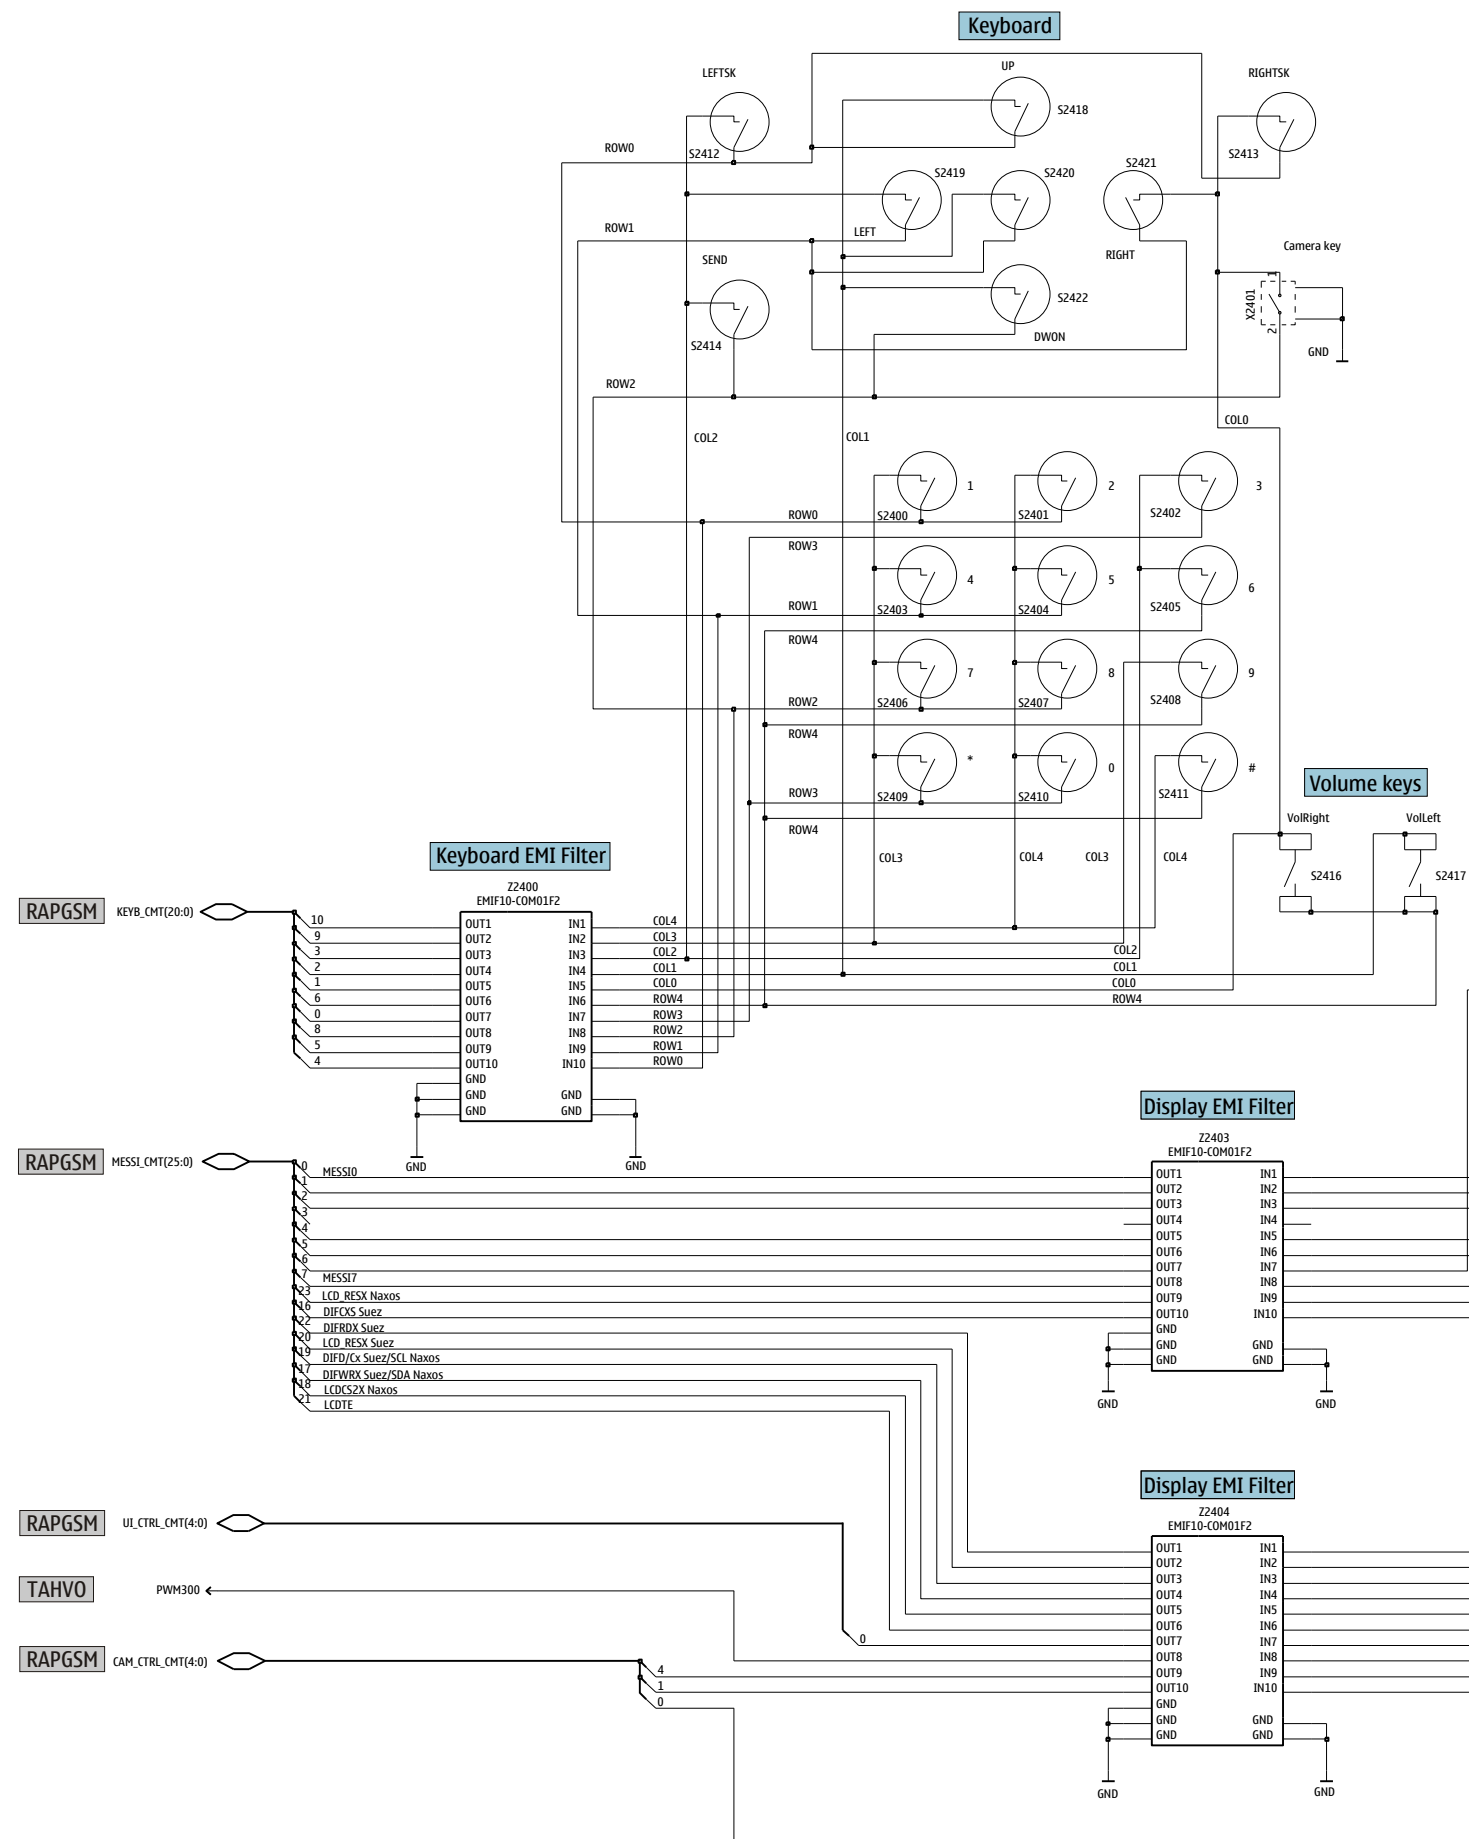 Keyboard
LEFTSK
UP
RIGHTSK
S2418
ROW0
S2412
S2413
S2421
S2419
S2420
ROW1
LEFT
RIGHT
Camera key
SEND
X2401
1
2
S2422
S2414
DWON
GND
ROW2
COL2
COL1
COL0
1
2
3
ROW0
S2400
S2401
S2402
ROW3
4
5
6
ROW1
S2403
S2404
S2405
ROW4
7
8
9
ROW2
S2406
S2407
S2408
ROW4
*
0
#
ROW3
S2409
S2410
S2411
ROW4
COL3
COL4
COL3
COL4
Volume keys
VolRight
VolLeft
S2416
S2417
Keyboard EMI Filter
Z2400
EMIF10-COM01F2
RAPGSM
KEYB_CMT(20:0)
10 OUT1 IN1 COL4
9 OUT2 IN2 COL3
3 OUT3 IN3 COL2 COL2
2 OUT4 IN4 COL1 COL1
1 OUT5 IN5 COL0 COL0
6 OUT6 IN6 ROW4 ROW4
0 OUT7 IN7 ROW3
8 OUT8 IN8 ROW2
5 OUT9 IN9 ROW1
4 OUT10 IN10 ROW0
GND
GND GND
GND GND
GND GND
Display EMI Filter
Z2403
EMIF10-COM01F2
RAPGSM
MESSI_CMT(25:0)
0 MESSI0 OUT1 IN1
1 OUT2 IN2
2 OUT3 IN3
3 OUT4 IN4
4 OUT5 IN5
5 OUT6 IN6
6 OUT7 IN7
7 MESSI7 OUT8 IN8
23 LCD_RESX Naxos OUT9 IN9
16 DIFCXS Suez OUT10 IN10
22 DIFRDX Suez GND
20 LCD_RESX Suez GND GND
19 DIFD/Cx Suez/SCL Naxos GND GND
17 DIFWRX Suez/SDA Naxos
18 LCDCS2X Naxos
21 LCDTE
GND GND
Display EMI Filter
Z2404
EMIF10-COM01F2
RAPGSM
UI_CTRL_CMT(4:0)
OUT1 IN1
OUT2 IN2
OUT3 IN3
TAHVO
PWM300
OUT4 IN4
OUT5 IN5
OUT6 IN6
0 OUT7 IN7
OUT8 IN8
RAPGSM
CAM_CTRL_CMT(4:0)
4 OUT9 IN9
1 OUT10 IN10
0 GND
GND GND
GND GND
GND GND